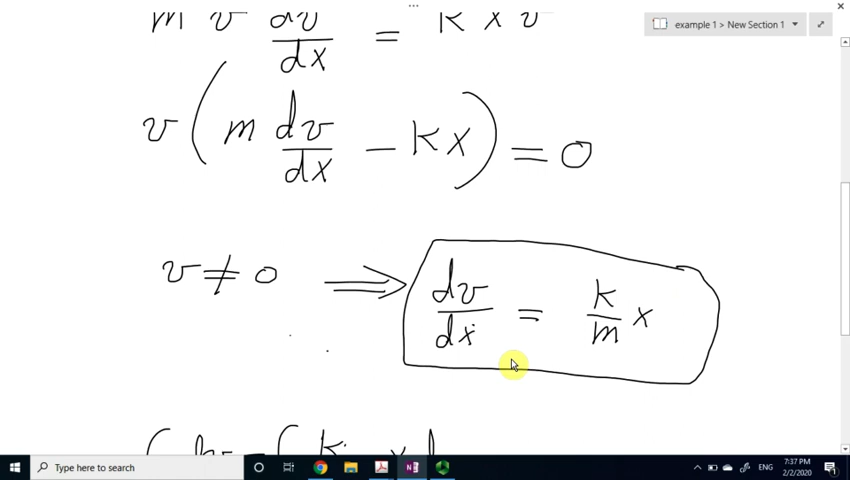 example 1 > New Section 1
m v dv/dx = K x v
v ( m dv/dx - Kx ) = 0
v ≠ 0 ⟹ dv/dx = k/m x
Type here to search
ENG
7:37 PM
2/2/2020